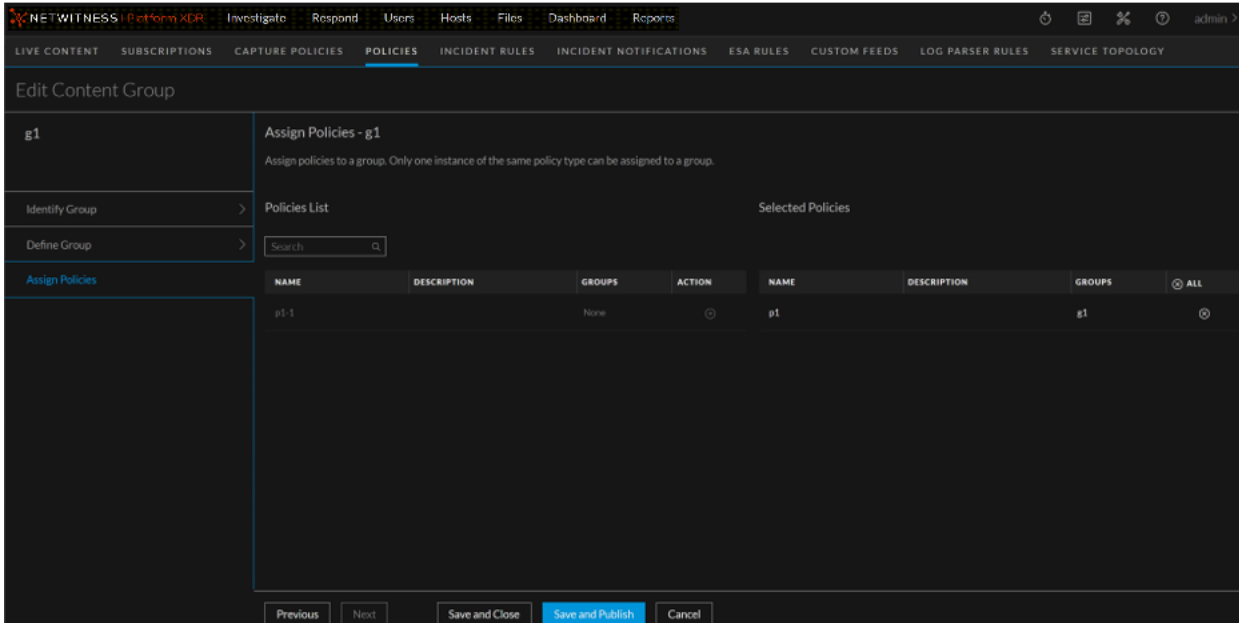 NETWITNESS | Platform XDR Investigate Respond Users Hosts Files Dashboard Reports admin >
LIVE CONTENT SUBSCRIPTIONS CAPTURE POLICIES POLICIES INCIDENT RULES INCIDENT NOTIFICATIONS ESA RULES CUSTOM FEEDS LOG PARSER RULES SERVICE TOPOLOGY
Edit Content Group
g1
Identify Group
Define Group
Assign Policies
Assign Policies - g1
Assign policies to a group. Only one instance of the same policy type can be assigned to a group.
Policies List
Search
NAME DESCRIPTION GROUPS ACTION
p1-1 None
Selected Policies
NAME DESCRIPTION GROUPS ALL
p1 g1
Previous Next Save and Close Save and Publish Cancel